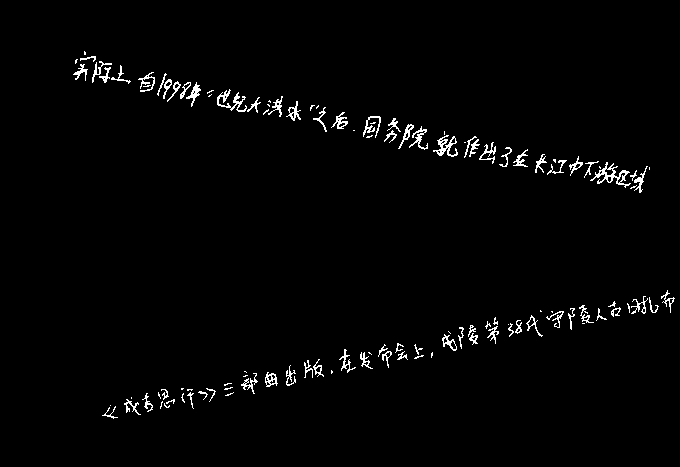 实际上自1998年“世纪大洪水”之后.国务院就作出了在长江中下游区域
《成吉思汗》三部曲出版.在发布会上,成陵第38代守陵人古日扎布